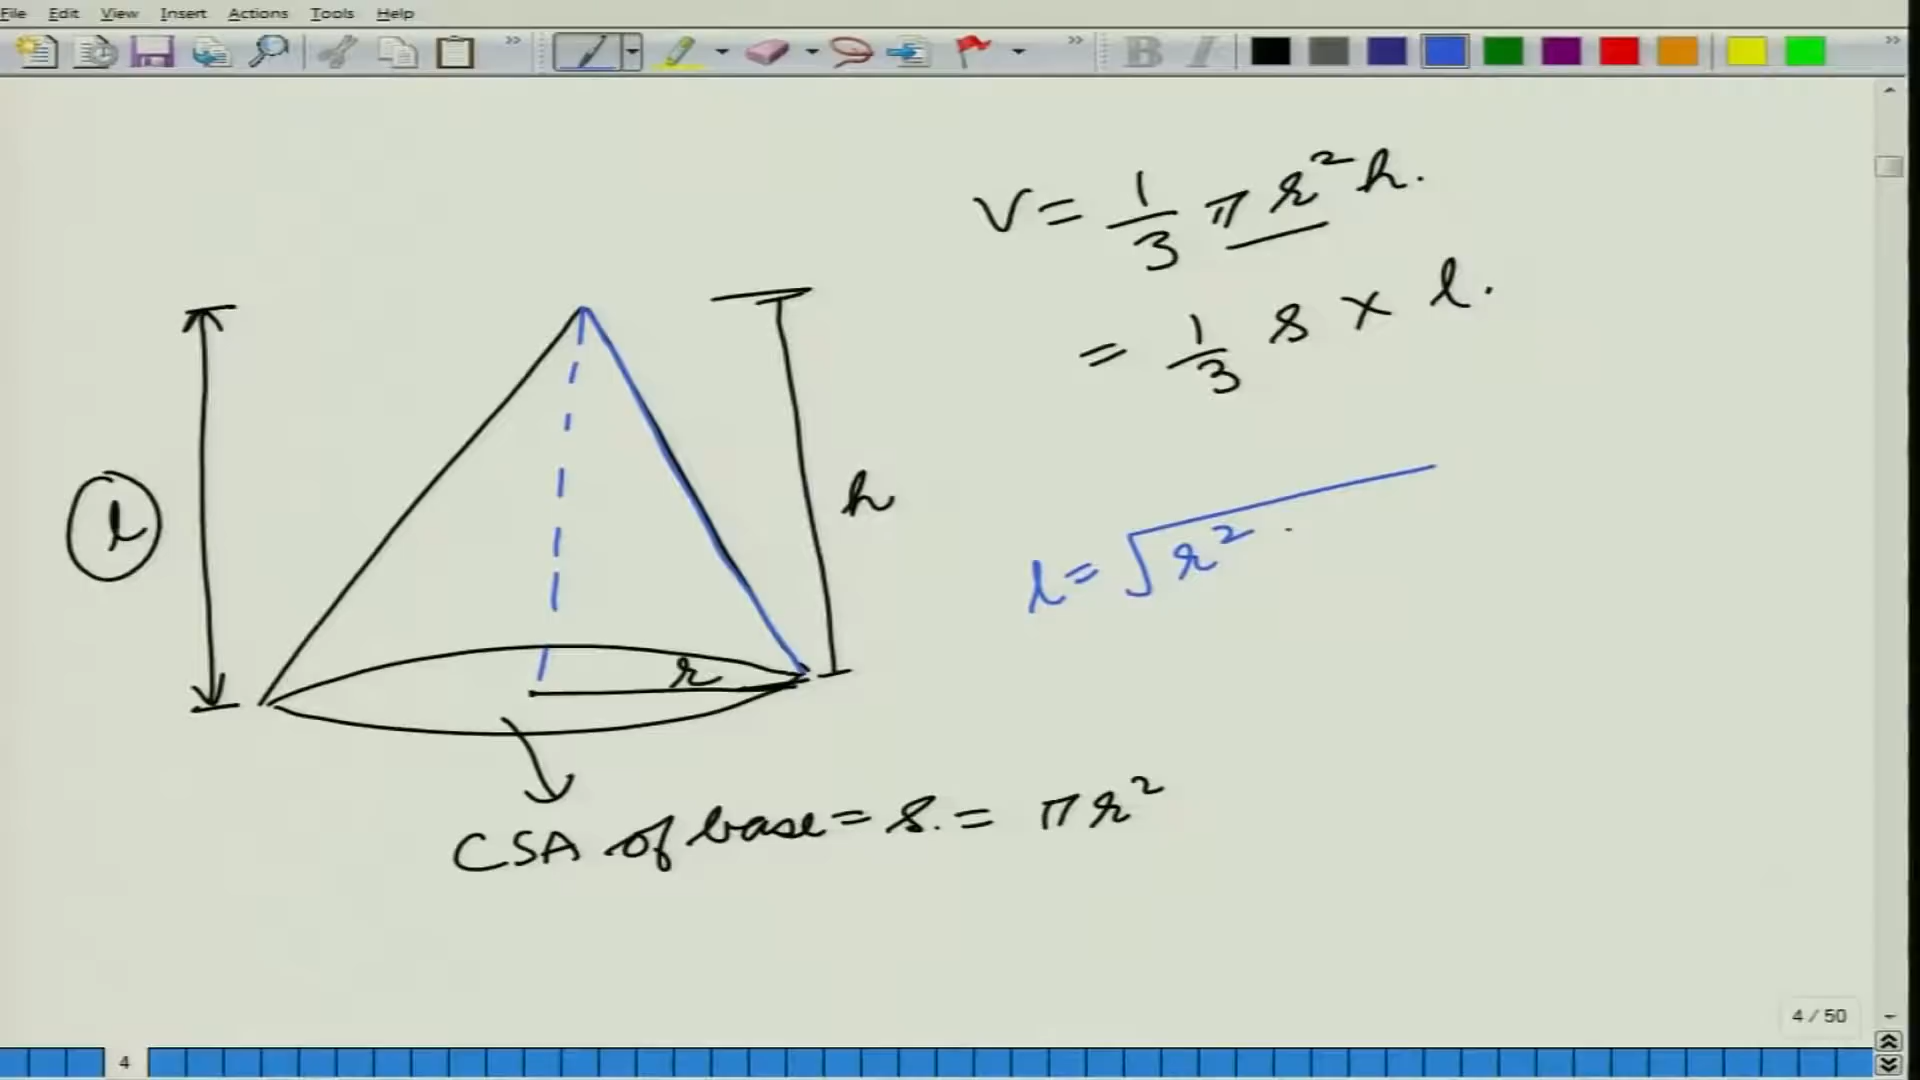 File Edit View Insert Actions Tools Help
B I
V = 1/3 π r² h.
= 1/3 s × l.
l
h
l = √r²
r
CSA of base = s. = π r²
4 / 50
4